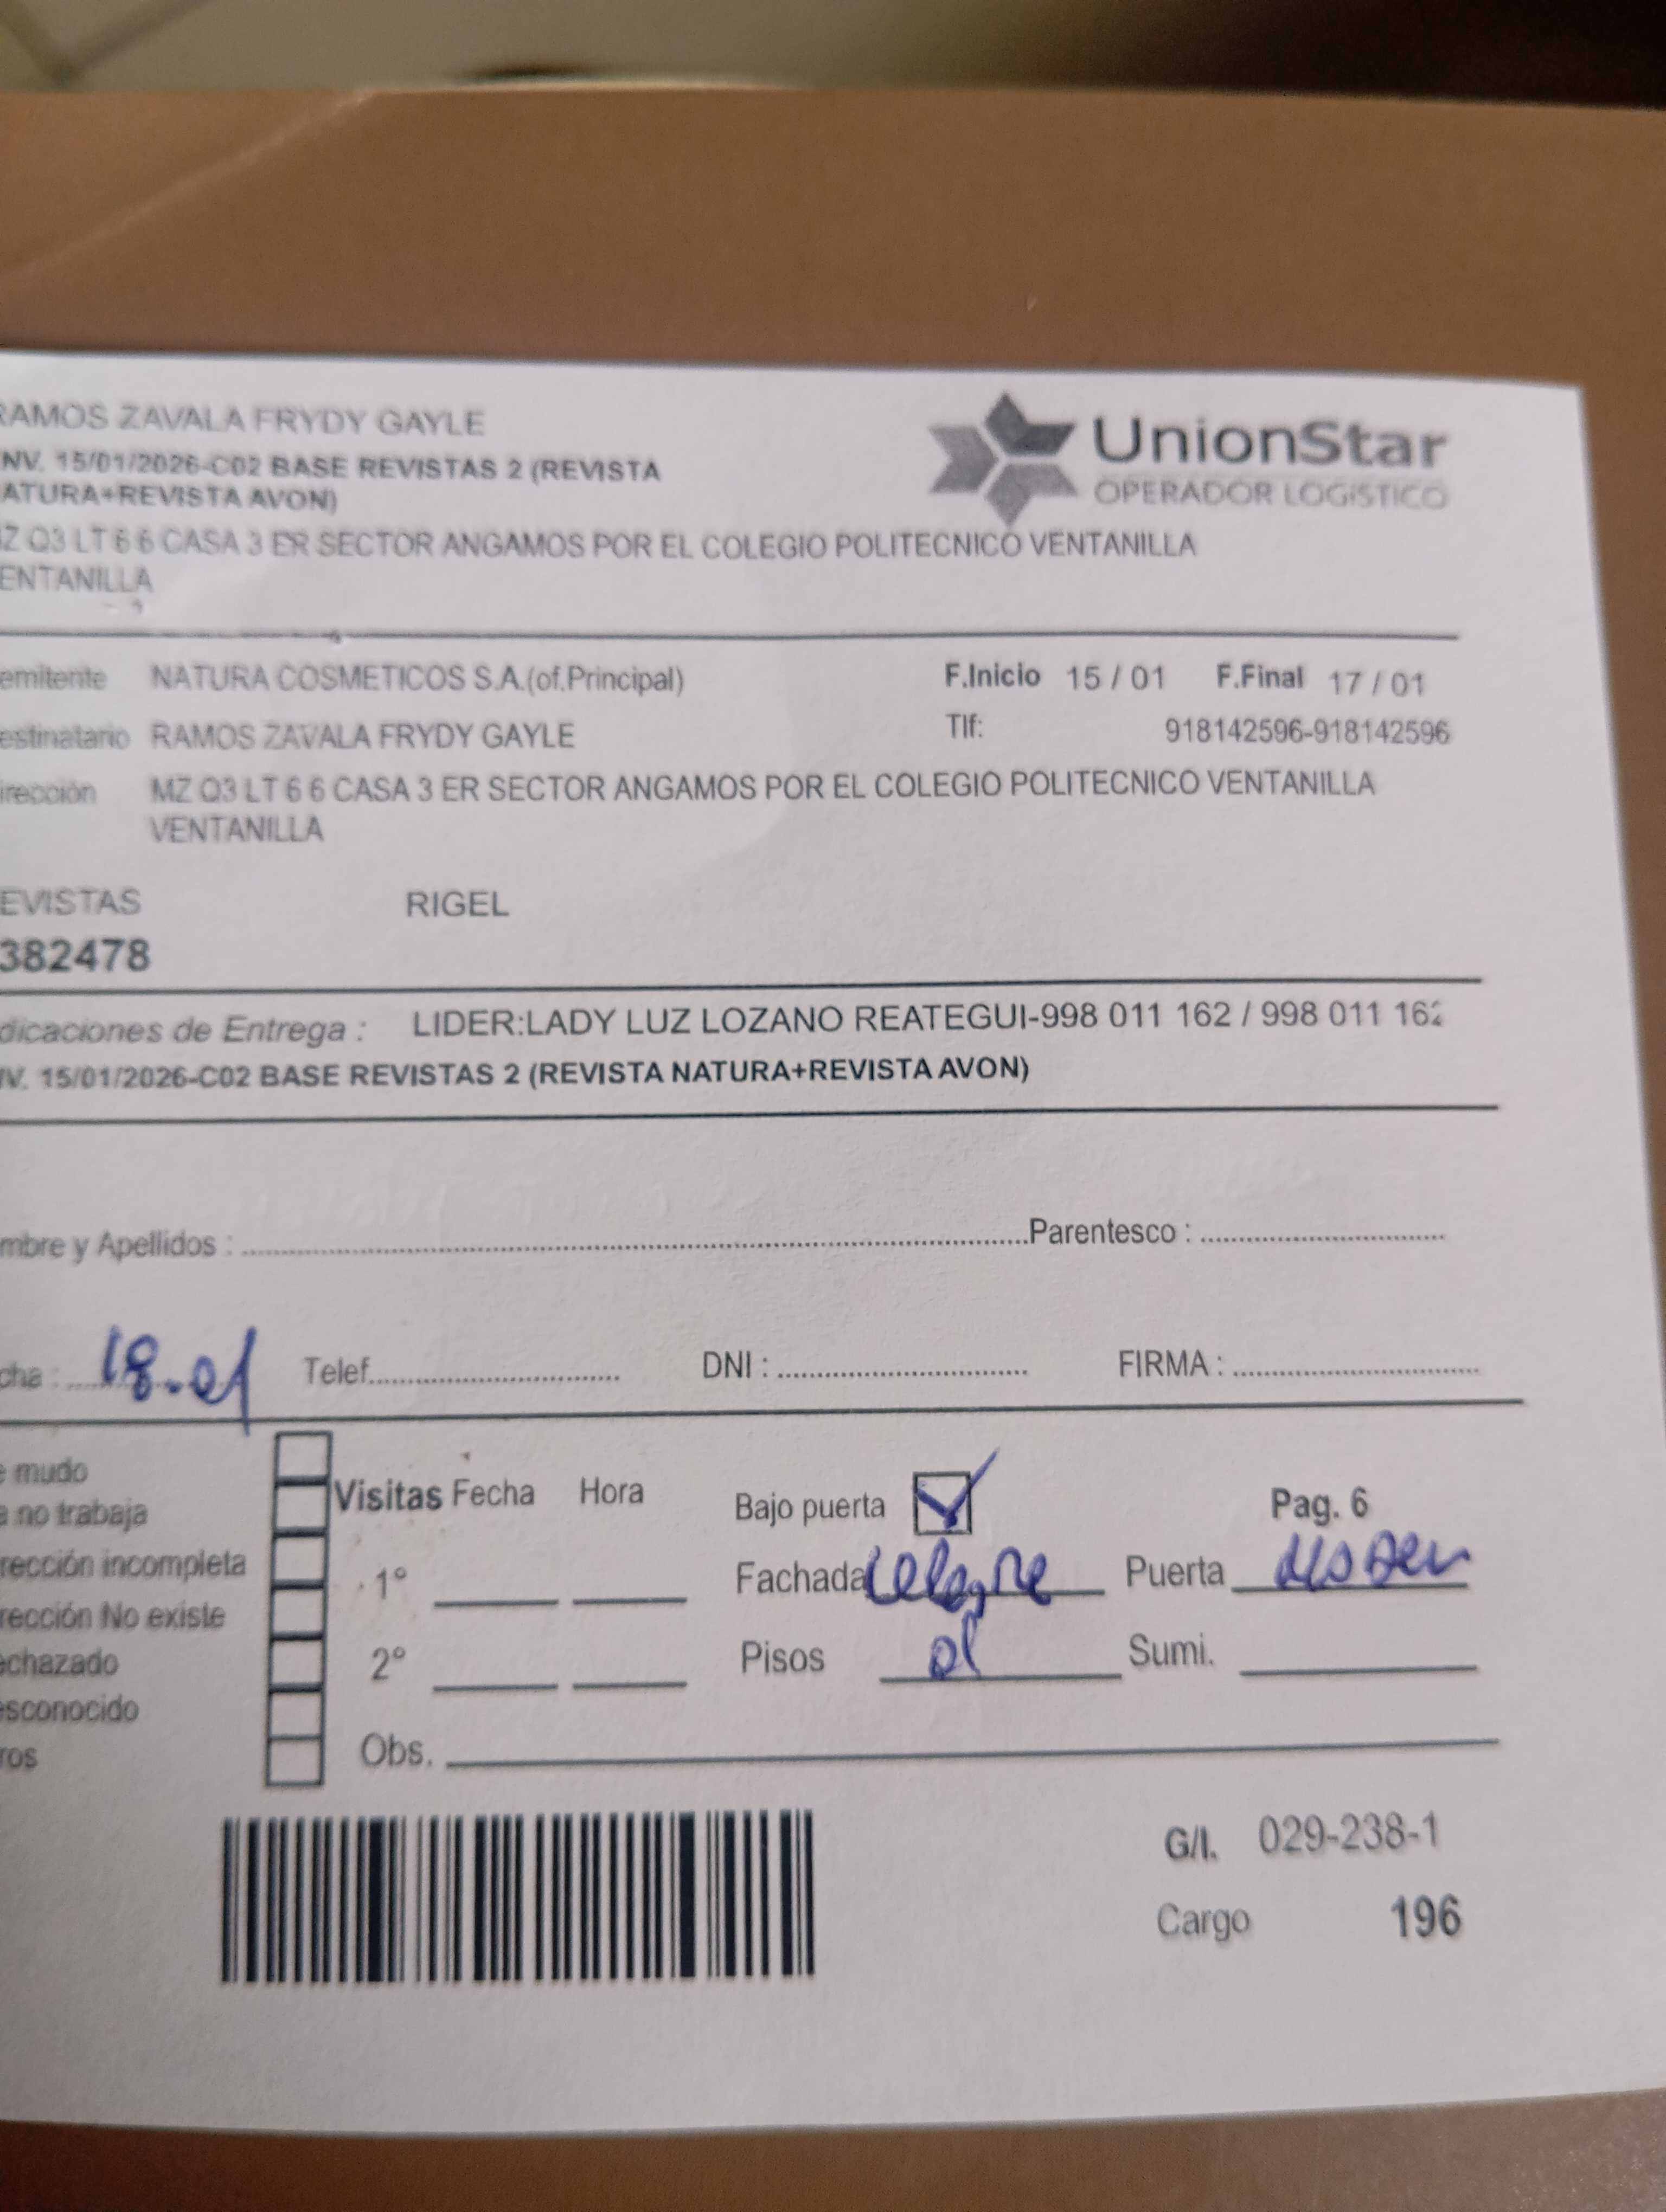 RAMOS ZAVALA FRYDY GAYLE
UnionStar
OPERADOR LOGISTICO
NV. 15/01/2026-C02 BASE REVISTAS 2 (REVISTA
ATURA+REVISTA AVON)
MZ Q3 LT 6 6 CASA 3 ER SECTOR ANGAMOS POR EL COLEGIO POLITECNICO VENTANILLA
ENTANILLA
emitente NATURA COSMETICOS S.A.(of.Principal) F.Inicio 15 / 01 F.Final 17 / 01
estinatario RAMOS ZAVALA FRYDY GAYLE Tlf: 918142596-918142596
irección MZ Q3 LT 6 6 CASA 3 ER SECTOR ANGAMOS POR EL COLEGIO POLITECNICO VENTANILLA
VENTANILLA
EVISTAS RIGEL
382478
dicaciones de Entrega : LIDER:LADY LUZ LOZANO REATEGUI-998 011 162 / 998 011 162
IV. 15/01/2026-C02 BASE REVISTAS 2 (REVISTA NATURA+REVISTA AVON)
mbre y Apellidos : Parentesco :
cha : 18-01 Telef. DNI : FIRMA :
e mudo
a no trabaja
rección incompleta
rección No existe
echazado
esconocido
ros
Visitas Fecha Hora
1°
2°
Obs.
Bajo puerta Pag. 6
Fachada Puerta
Pisos Sumi.
G/I. 029-238-1
Cargo 196